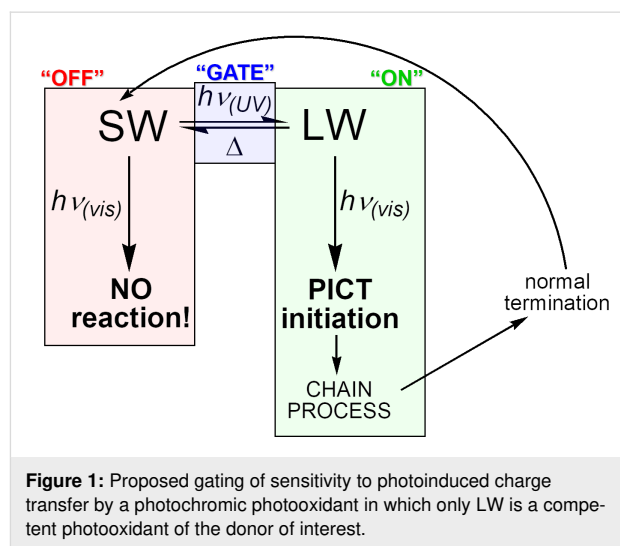 “OFF”
“GATE”
“ON”
hν(UV)
SW
LW
Δ
hν(vis)
hν(vis)
NO
reaction!
PICT
initiation
normal
termination
CHAIN
PROCESS
Figure 1: Proposed gating of sensitivity to photoinduced charge
transfer by a photochromic photooxidant in which only LW is a compe-
tent photooxidant of the donor of interest.